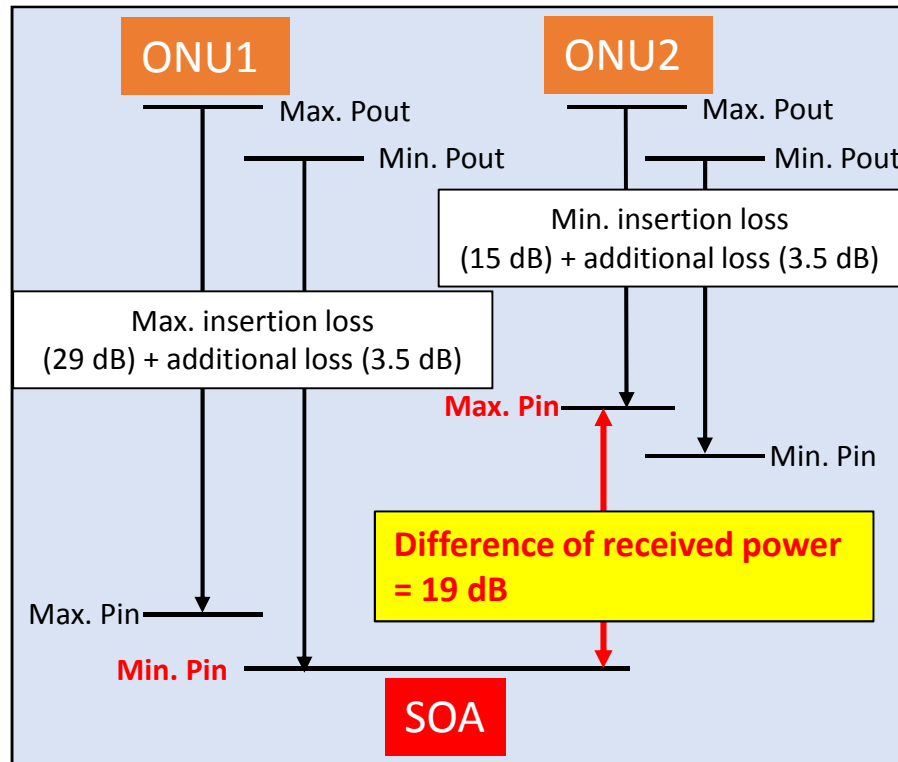 ONU1
ONU2
Max. Pout
Max. Pout
Min. Pout
Min. Pout
Min. insertion loss
(15 dB) + additional loss (3.5 dB)
Max. insertion loss
(29 dB) + additional loss (3.5 dB)
Max. Pin
Min. Pin
Difference of received power
= 19 dB
Max. Pin
Min. Pin
SOA